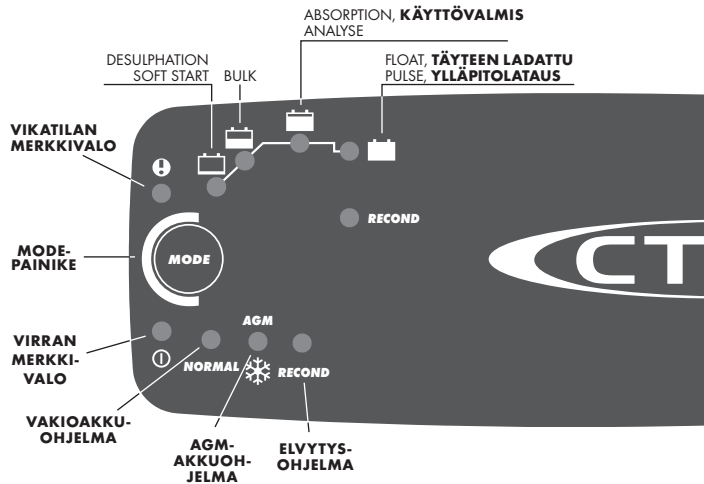 ABSORPTION, KÄYTTÖVALMIS
ANALYSE
DESULPHATION
SOFT START
BULK
FLOAT, TÄYTEEN LADATTU
PULSE, YLLÄPITOLATAUS
VIKATILAN
MERKKIVALO
RECOND
MODE-
PAINIKE
MODE
CT
VIRRAN
MERKKI-
VALO
AGM
NORMAL
RECOND
VAKIOAKKU-
OHJELMA
AGM-
AKKUOH-
JELMA
ELVYTYS-
OHJELMA